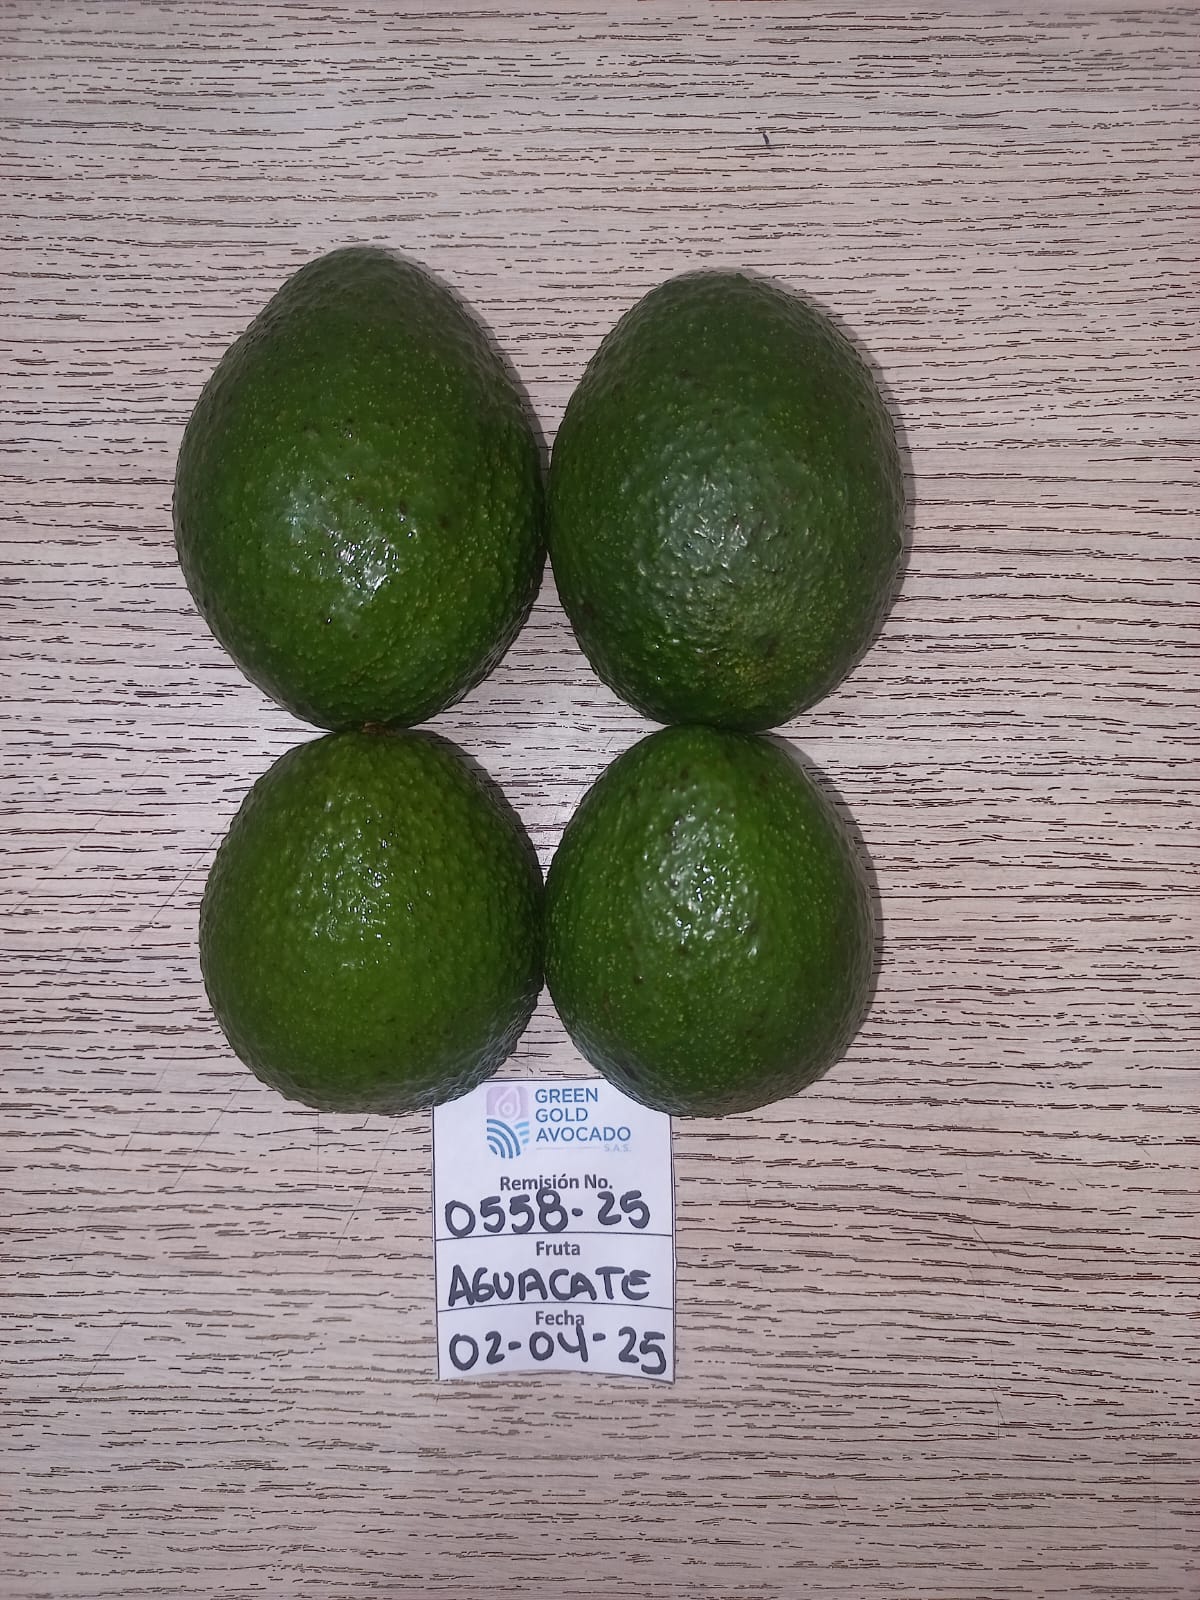 GREEN
GOLD
AVOCADO
S.A.S.
Remisión No.
0558-25
Fruta
AGUACATE
Fecha
02-04-25